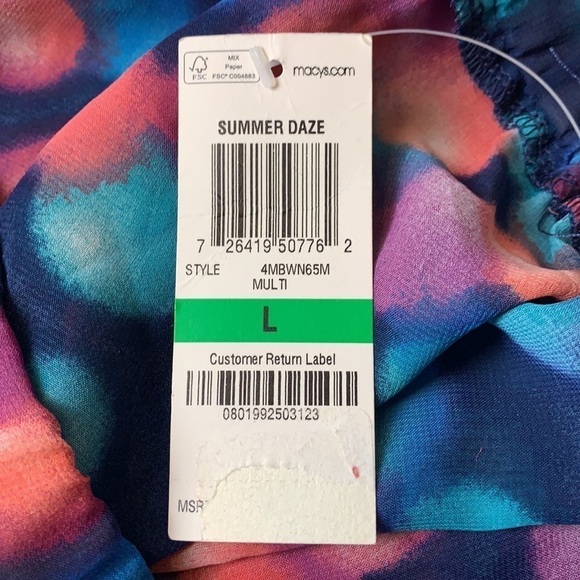 FSC
MIX
Paper
FSC® C004883
macys.com
SUMMER DAZE
7 26419 50776 2
STYLE 4MBWN65M
MULTI
L
Customer Return Label
0801992503123